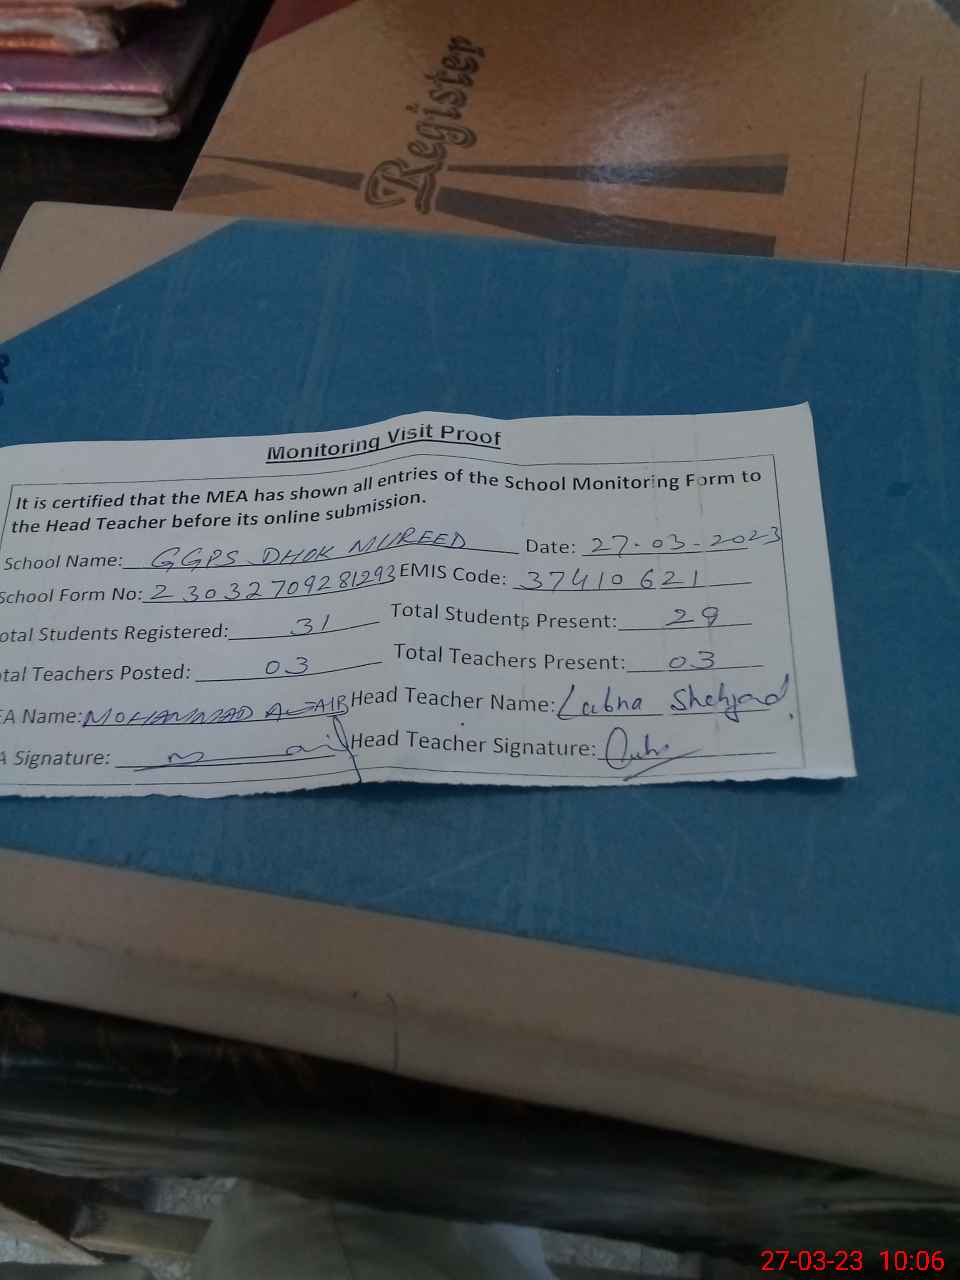 Register
R
Monitoring Visit Proof
It is certified that the MEA has shown all entries of the School Monitoring Form to
the Head Teacher before its online submission.
School Name: GGPS DHOK MUREED Date: 27-03-2023
School Form No: 23032709281293 EMIS Code: 37410621
otal Students Registered: 31 Total Students Present: 29
tal Teachers Posted: 03 Total Teachers Present: 03
EA Name: MOHAMMAD Head Teacher Name: Lubna Shehzad
A Signature: Head Teacher Signature:
27-03-23 10:06